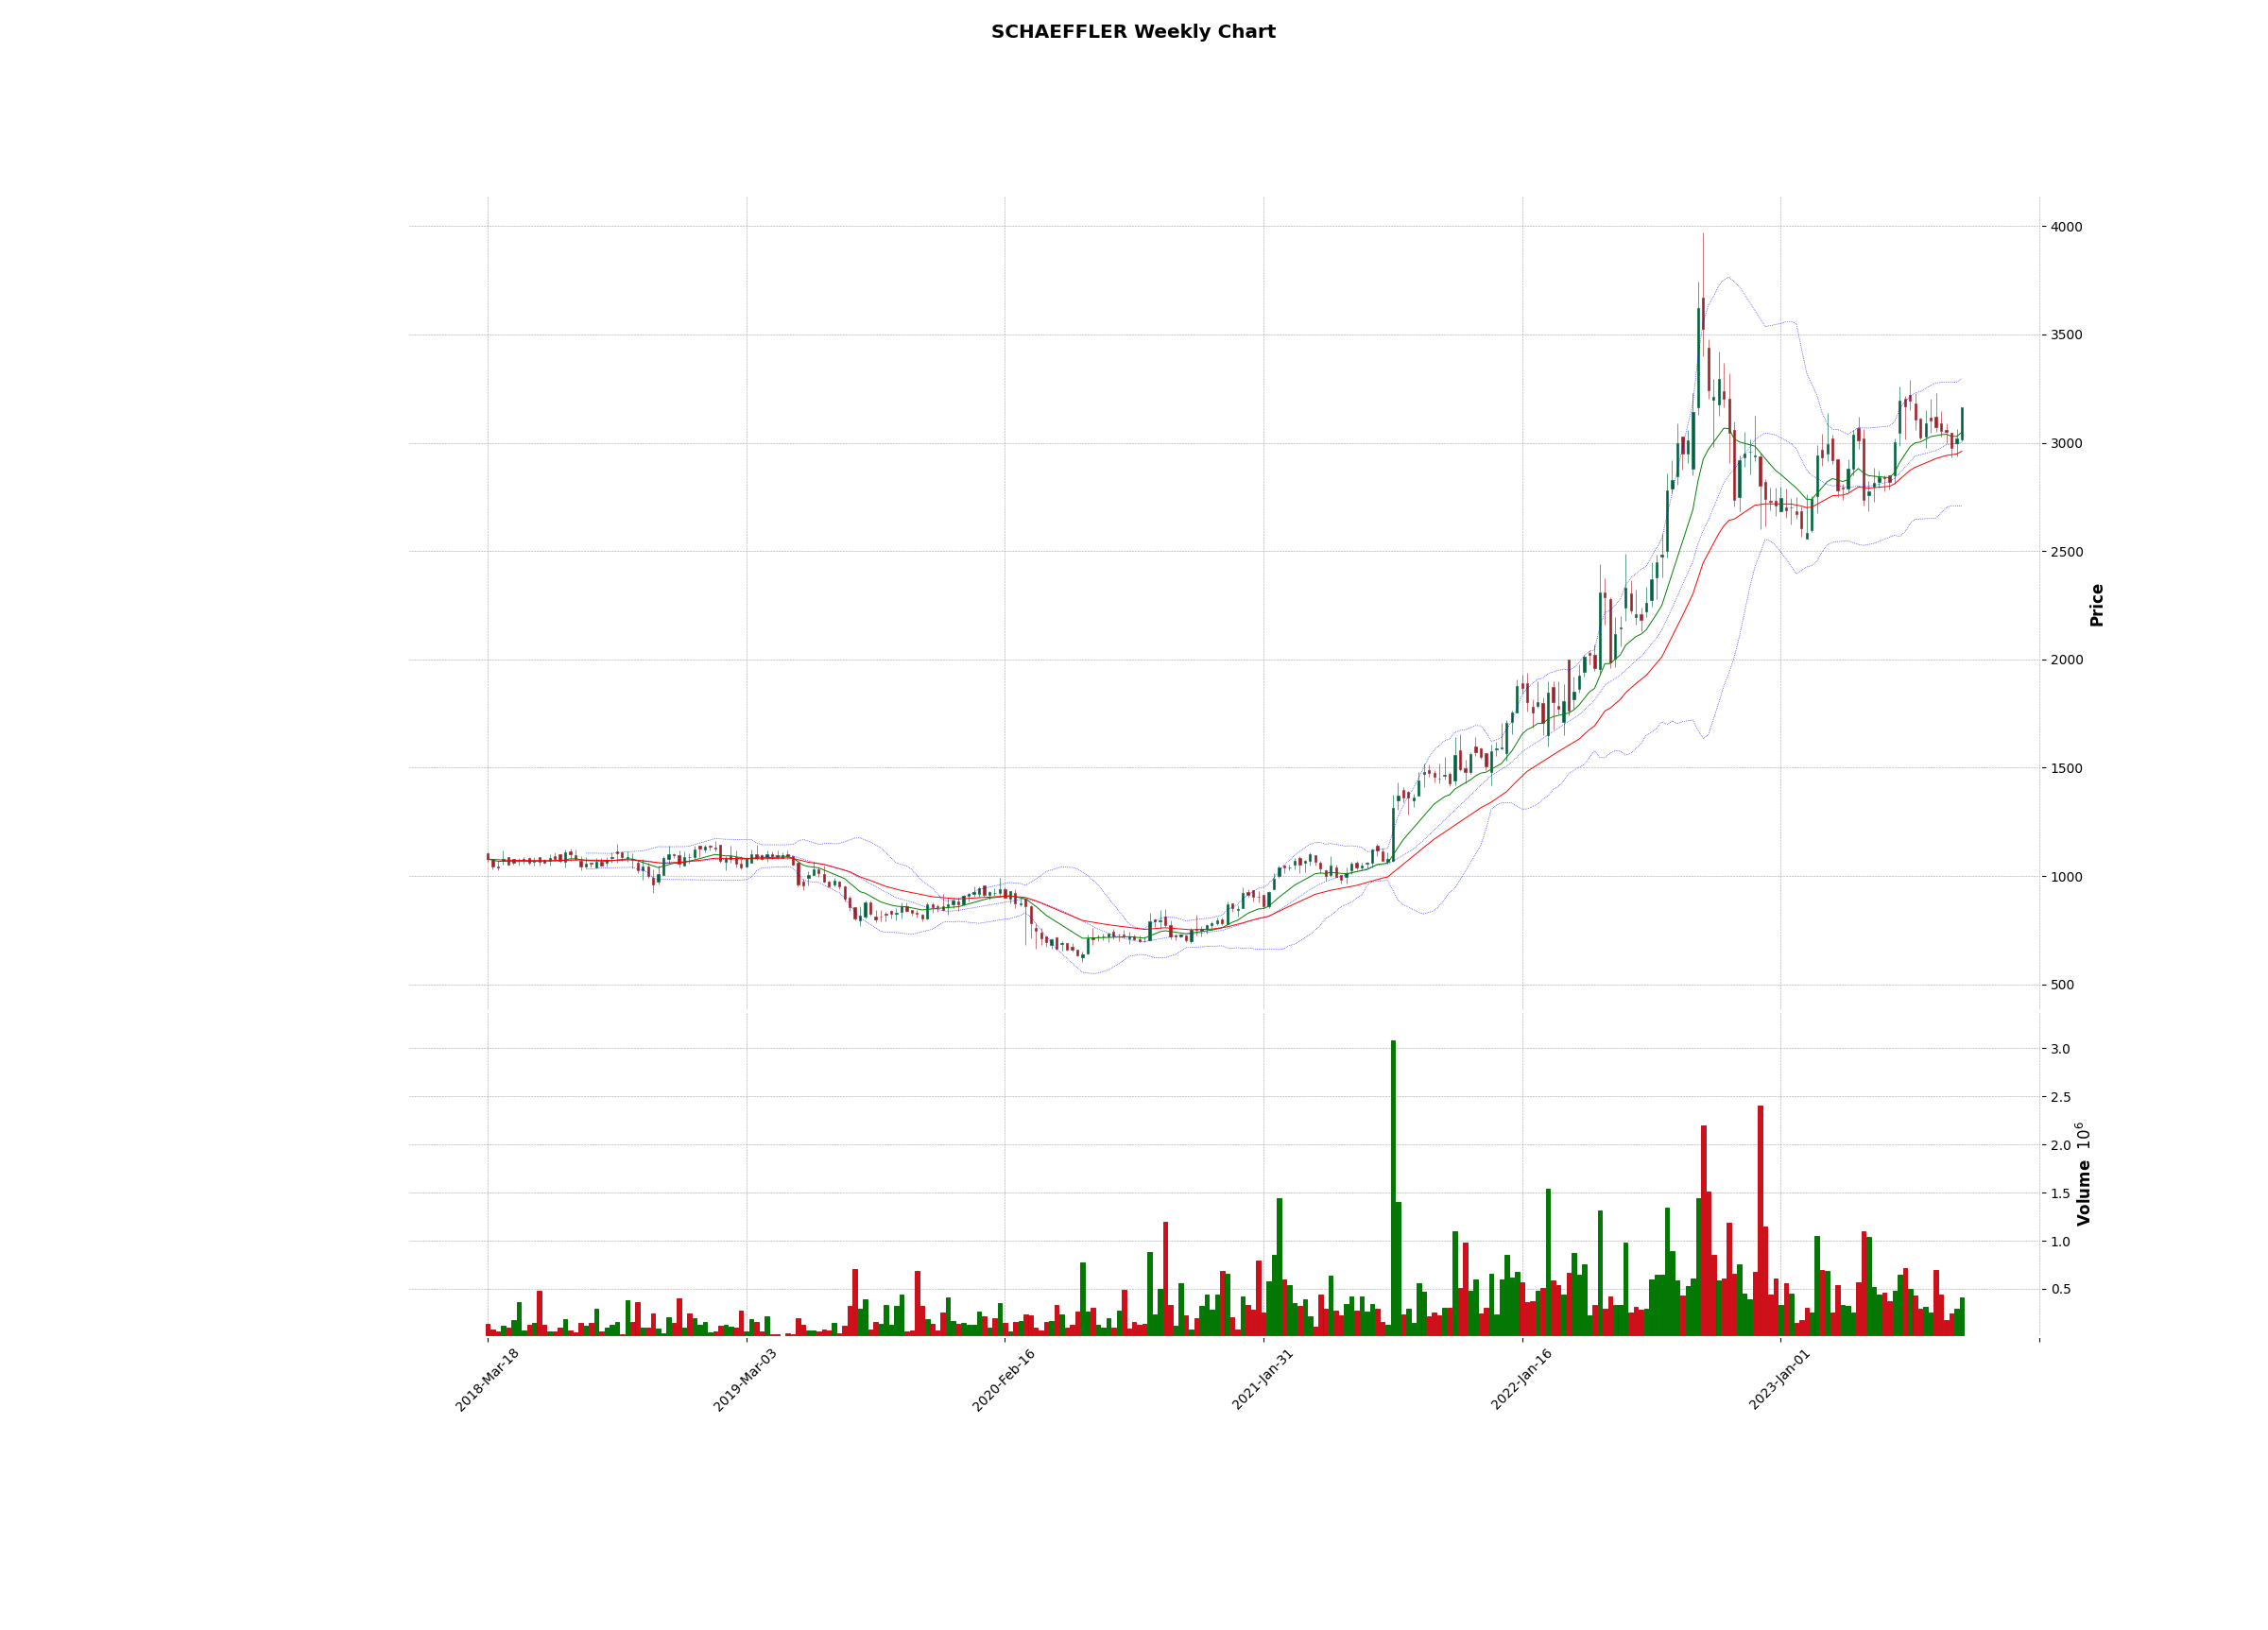 SCHAEFFLER Weekly Chart
4000
3500
3000
2500
2000
1500
1000
500
Price
3.0
2.5
2.0
1.5
1.0
0.5
Volume 10^6
2018-Mar-18
2019-Mar-03
2020-Feb-16
2021-Jan-31
2022-Jan-16
2023-Jan-01